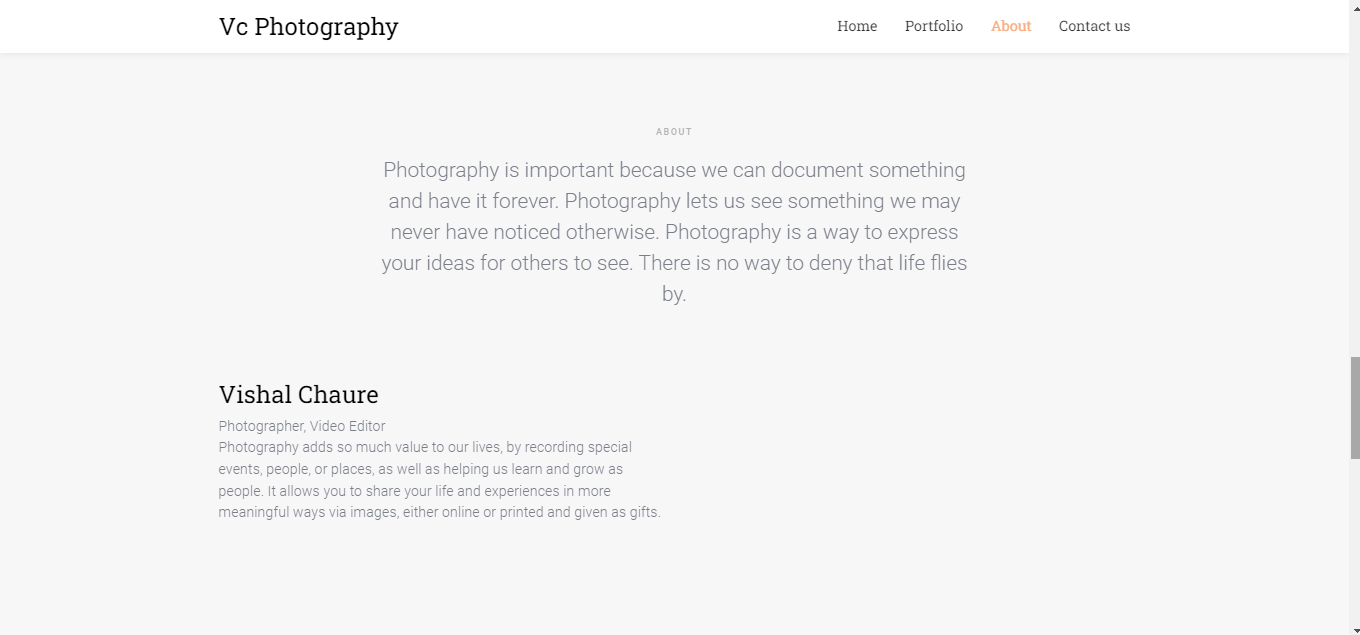 Vc Photography
Home Portfolio About Contact us
ABOUT
Photography is important because we can document something
and have it forever. Photography lets us see something we may
never have noticed otherwise. Photography is a way to express
your ideas for others to see. There is no way to deny that life flies
by.
Vishal Chaure
Photographer, Video Editor
Photography adds so much value to our lives, by recording special
events, people, or places, as well as helping us learn and grow as
people. It allows you to share your life and experiences in more
meaningful ways via images, either online or printed and given as gifts.